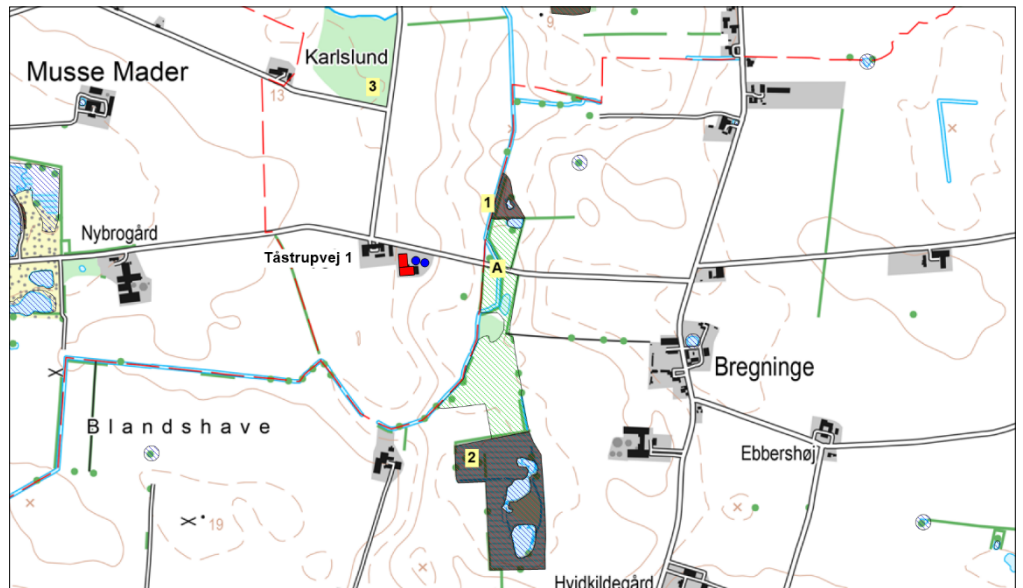 9
Karlslund
Musse Mader
3
13
1
Nybrogård
Tåstrupvej 1
A
Bregninge
Blandshave
Ebbershøj
2
19
Hvidkildegård